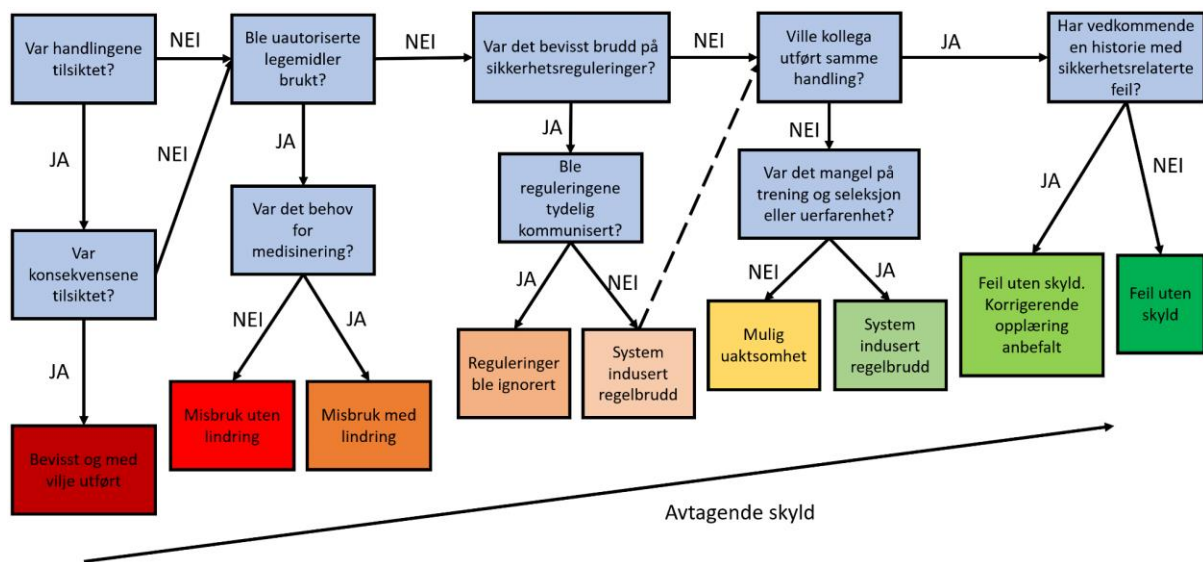 Var handlingene
tilsiktet?
NEI
Ble uautoriserte
legemidler
brukt?
NEI
Var det bevisst brudd på
sikkerhetsreguleringer?
NEI
Ville kollega
utført samme
handling?
JA
Har vedkommende
en historie med
sikkerhetsrelaterte
feil?
JA
NEI
JA
JA
NEI
JA
NEI
Var
konsekvensene
tilsiktet?
Var det behov
for
medisinering?
Ble
reguleringene
tydelig
kommunisert?
Var det mangel på
trening og seleksjon
eller uerfarenhet?
JA
NEI
JA
JA
NEI
NEI
JA
Bevisst og med
vilje utført
Misbruk uten
lindring
Misbruk med
lindring
Reguleringer
ble ignorert
System
indusert
regelbrudd
Mulig
uaktsomhet
System
indusert
regelbrudd
Feil uten skyld.
Korrigerende
opplæring
anbefalt
Feil uten
skyld
Avtagende skyld